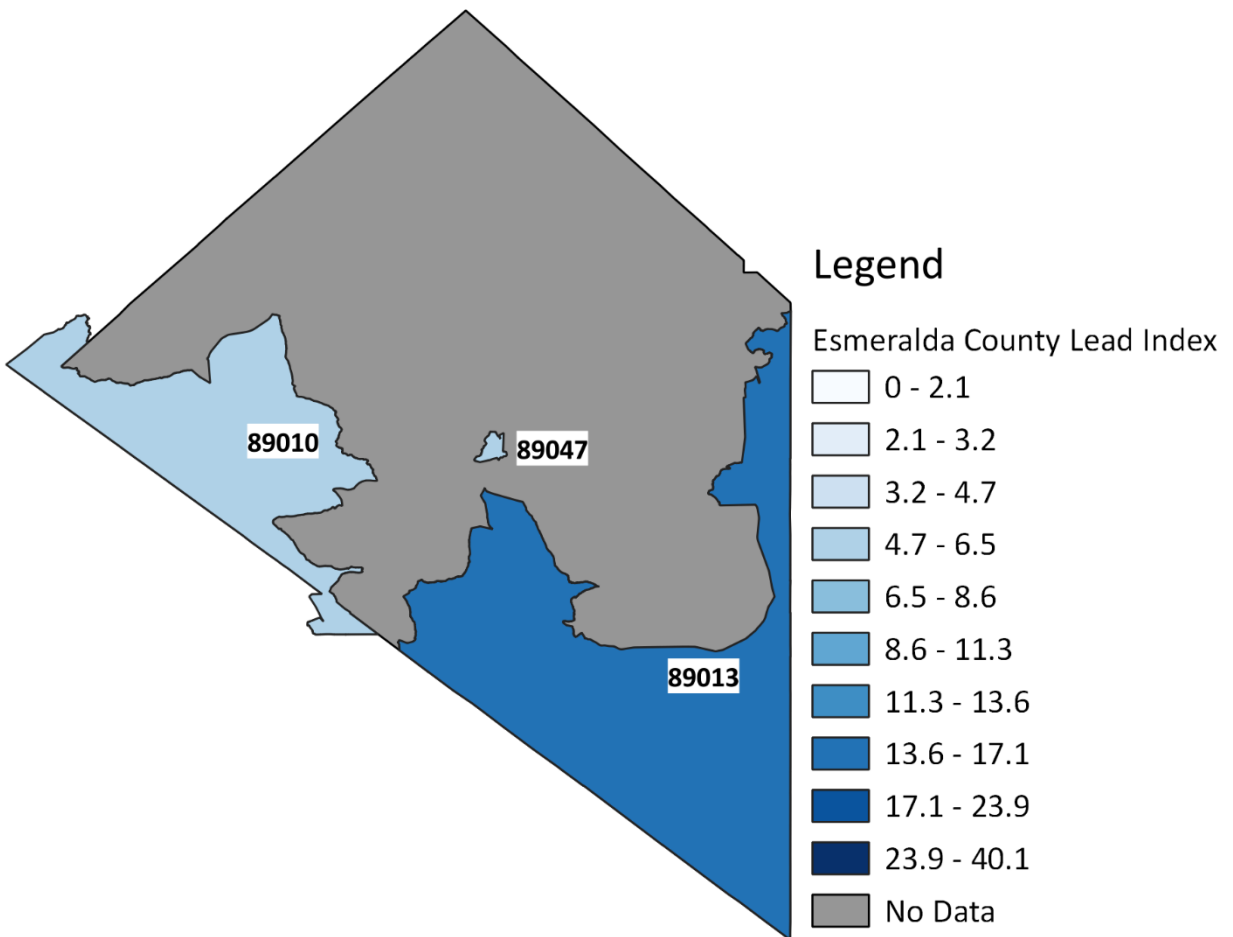 Legend
Esmeralda County Lead Index
0 - 2.1
2.1 - 3.2
3.2 - 4.7
4.7 - 6.5
6.5 - 8.6
8.6 - 11.3
11.3 - 13.6
13.6 - 17.1
17.1 - 23.9
23.9 - 40.1
No Data
89010
89047
89013